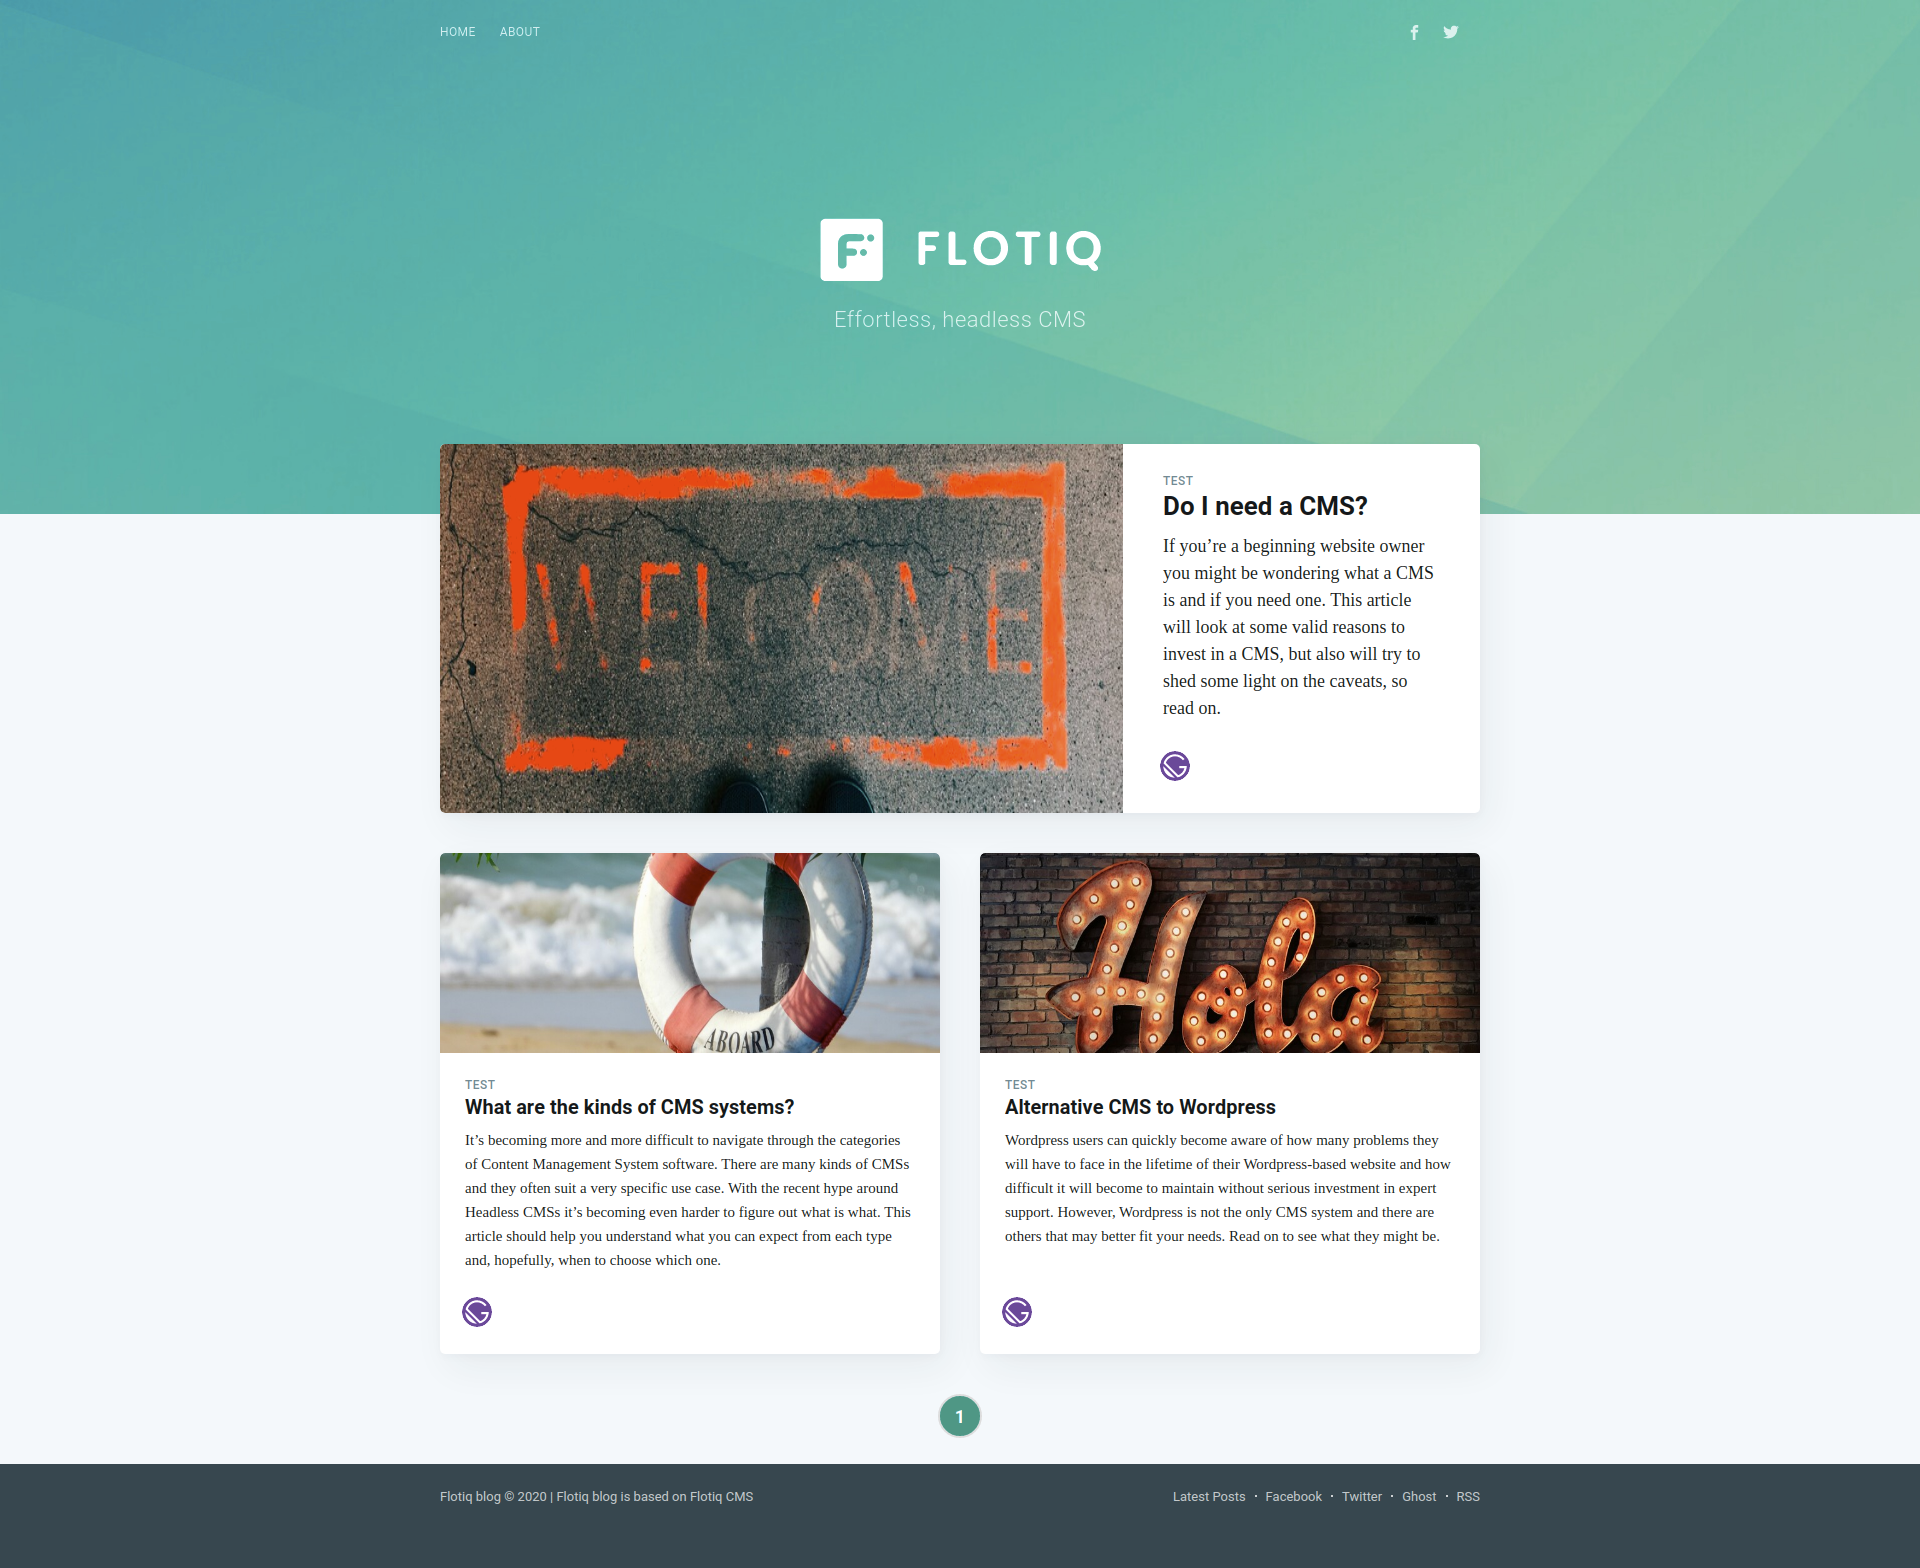 HOME ABOUT
FLOTIQ
Effortless, headless CMS
WELCOME
TEST
Do I need a CMS?
If you’re a beginning website owner
you might be wondering what a CMS
is and if you need one. This article
will look at some valid reasons to
invest in a CMS, but also will try to
shed some light on the caveats, so
read on.
ABOARD
TEST
What are the kinds of CMS systems?
It’s becoming more and more difficult to navigate through the categories
of Content Management System software. There are many kinds of CMSs
and they often suit a very specific use case. With the recent hype around
Headless CMSs it’s becoming even harder to figure out what is what. This
article should help you understand what you can expect from each type
and, hopefully, when to choose which one.
Hola
TEST
Alternative CMS to Wordpress
Wordpress users can quickly become aware of how many problems they
will have to face in the lifetime of their Wordpress-based website and how
difficult it will become to maintain without serious investment in expert
support. However, Wordpress is not the only CMS system and there are
others that may better fit your needs. Read on to see what they might be.
1
Flotiq blog © 2020 | Flotiq blog is based on Flotiq CMS
Latest Posts • Facebook • Twitter • Ghost • RSS